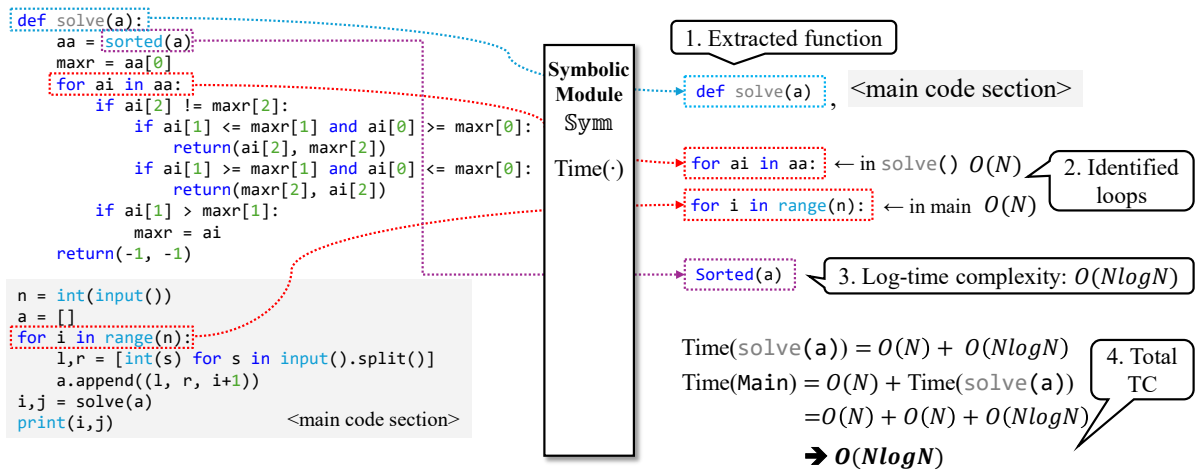 def solve(a):
    aa = sorted(a)
    maxr = aa[0]
    for ai in aa:
        if ai[2] != maxr[2]:
            if ai[1] <= maxr[1] and ai[0] >= maxr[0]:
                return(ai[2], maxr[2])
            if ai[1] >= maxr[1] and ai[0] <= maxr[0]:
                return(maxr[2], ai[2])
        if ai[1] > maxr[1]:
            maxr = ai
    return(-1, -1)
n = int(input())
a = []
for i in range(n):
    l,r = [int(s) for s in input().split()]
    a.append((l, r, i+1))
i,j = solve(a)
print(i,j)
<main code section>
Symbolic
Module
𝕊ymm
Time(·)
1. Extracted function
def solve(a) , <main code section>
for ai in aa: ← in solve() O(N)
for i in range(n): ← in main O(N)
2. Identified
loops
Sorted(a)
3. Log-time complexity: O(NlogN)
Time(solve(a)) = O(N) + O(NlogN)
Time(Main) = O(N) + Time(solve(a))
=O(N) + O(N) + O(NlogN)
➔ O(NlogN)
4. Total
TC